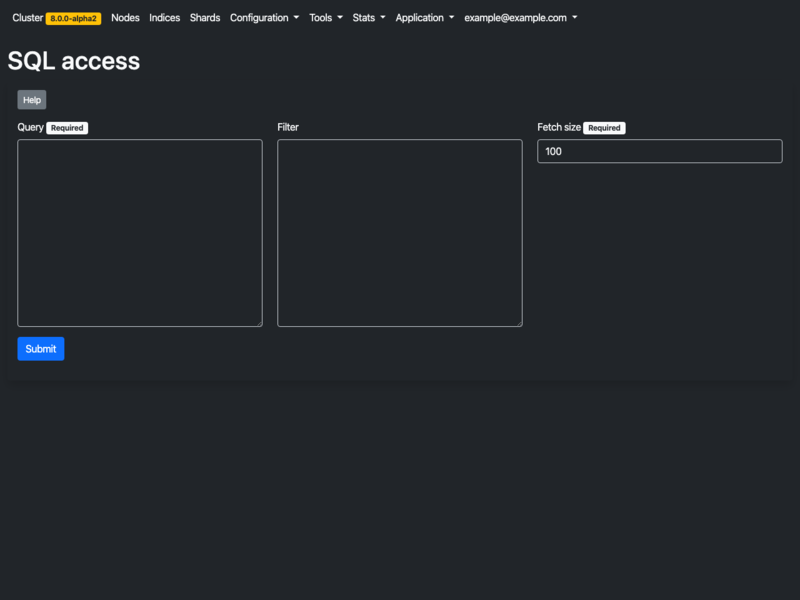 Cluster 8.0.0-alpha2 Nodes Indices Shards Configuration Tools Stats Application example@example.com
SQL access
Help
Query Required Filter Fetch size Required
100
Submit